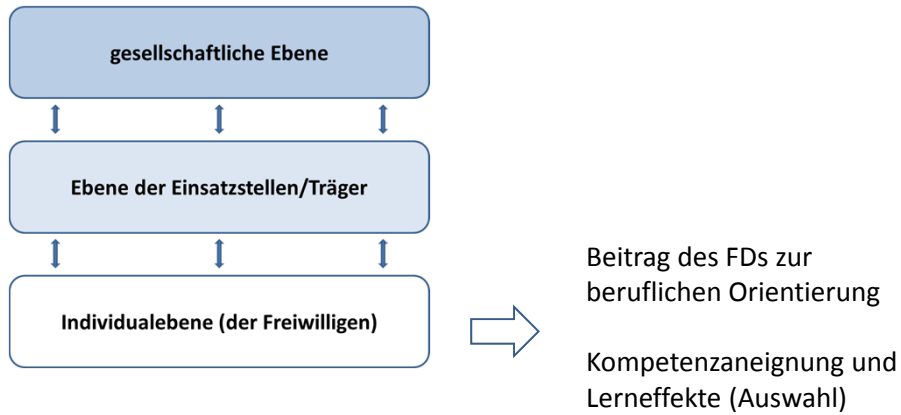 gesellschaftliche Ebene
Ebene der Einsatzstellen/Träger
Individualebene (der Freiwilligen)
Beitrag des FDs zur
beruflichen Orientierung
Kompetenzaneignung und
Lerneffekte (Auswahl)